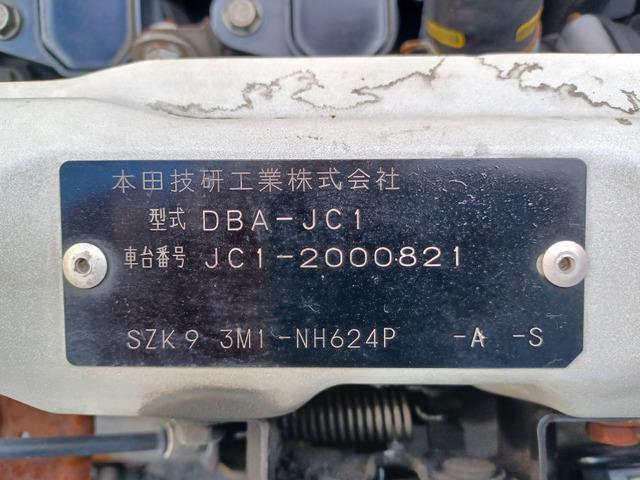 本田技研工業株式会社
型式 DBA-JC1
車台番号 JC1-2000821
SZK9 3M1-NH624P -A -S